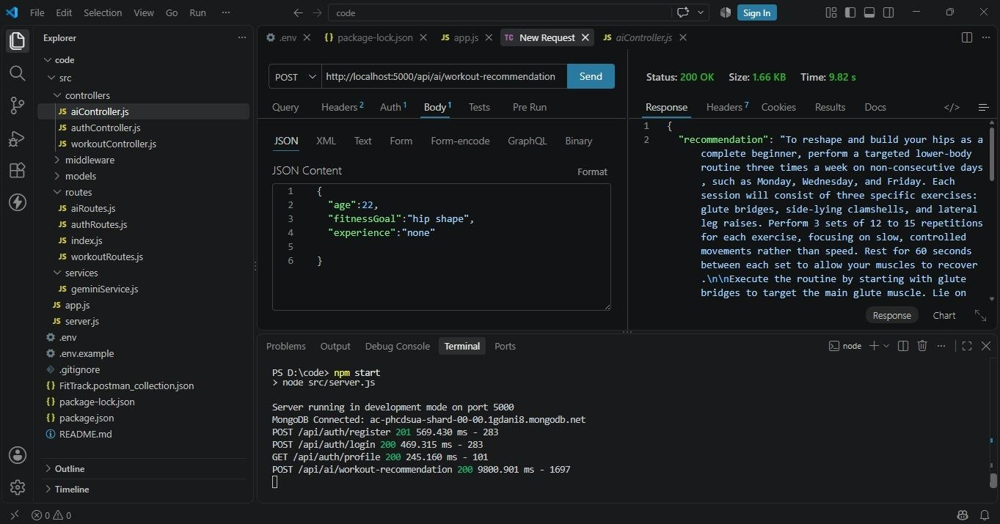 File Edit Selection View Go Run ··· code Sign In
Explorer ···
code
src
controllers
JS aiController.js
JS authController.js
JS workoutController.js
middleware
models
routes
JS aiRoutes.js
JS authRoutes.js
JS index.js
JS workoutRoutes.js
services
JS geminiService.js
JS app.js
JS server.js
.env
.env.example
.gitignore
{} FitTrack.postman_collection.json
{} package-lock.json
{} package.json
README.md
Outline
Timeline
.env {} package-lock.json JS app.js TC New Request JS aiController.js ···
POST http://localhost:5000/api/ai/workout-recommendation Send
Query Headers 2 Auth 1 Body 1 Tests Pre Run
JSON XML Text Form Form-encode GraphQL Binary
JSON Content Format
1 {
2 "age":22,
3 "fitnessGoal":"hip shape",
4 "experience":"none"
5
6 }
Status: 200 OK Size: 1.66 KB Time: 9.82 s
Response Headers 7 Cookies Results Docs </>
1 {
2 "recommendation": "To reshape and build your hips as a
complete beginner, perform a targeted lower-body
routine three times a week on non-consecutive days
, such as Monday, Wednesday, and Friday. Each
session will consist of three specific exercises:
glute bridges, side-lying clamshells, and lateral
leg raises. Perform 3 sets of 12 to 15 repetitions
for each exercise, focusing on slow, controlled
movements rather than speed. Rest for 60 seconds
between each set to allow your muscles to recover
.\n\nExecute the routine by starting with glute
bridges to target the main glute muscle. Lie on
Response Chart
Problems Output Debug Console Terminal Ports node ···
PS D:\code> npm start
> node src/server.js
Server running in development mode on port 5000
MongoDB Connected: ac-phcdsua-shard-00-00.1gdani8.mongodb.net
POST /api/auth/register 201 569.430 ms - 283
POST /api/auth/login 200 469.315 ms - 283
GET /api/auth/profile 200 245.160 ms - 101
POST /api/ai/workout-recommendation 200 9800.901 ms - 1697
0 0